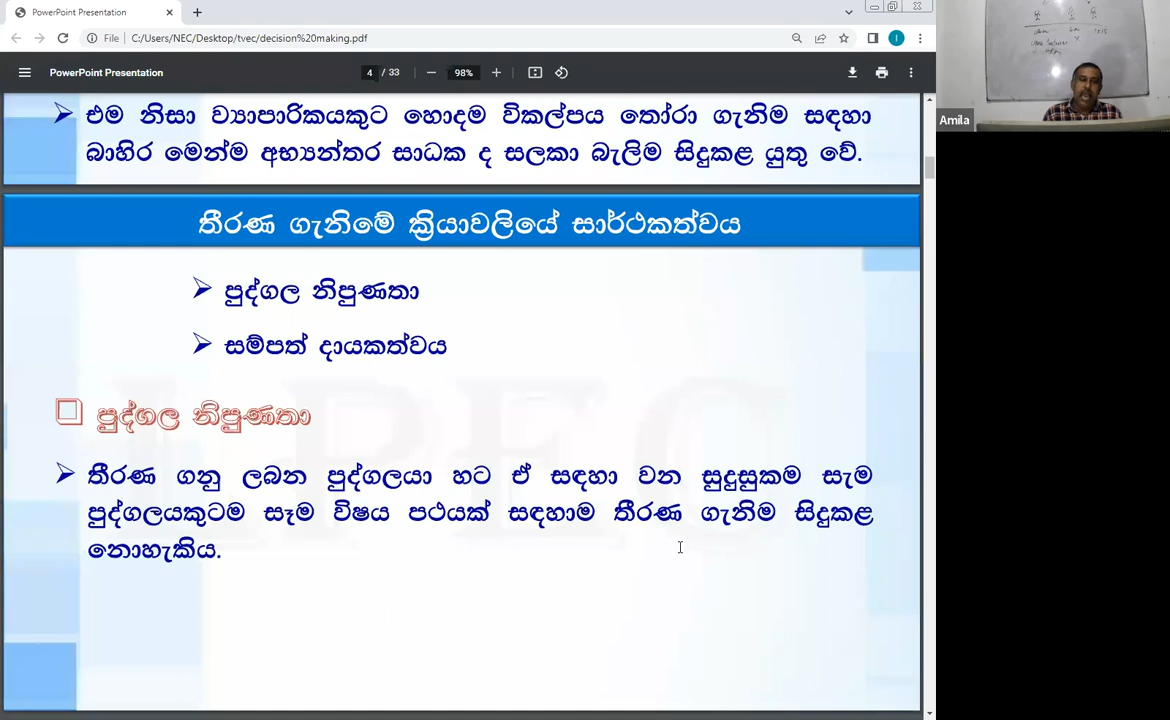 PowerPoint Presentation
File
C:/Users/NEC/Desktop/tvec/decision%20making.pdf
PowerPoint Presentation
4 / 33
98%
එම නිසා ව්‍යාපාරිකයකුට හොදම විකල්පය තෝරා ගැනිම සඳහා
බාහිර මෙන්ම අභ්‍යන්තර සාධක ද සලකා බැලිම සිදුකළ යුතු වේ.
තීරණ ගැනිමේ ක්‍රියාවලියේ සාර්ථකත්වය
පුද්ගල නිපුණතා
සම්පත් දායකත්වය
පුද්ගල නිපුණතා
තීරණ ගනු ලබන පුද්ගලයා හට ඒ සඳහා වන සුදුසුකම සැම
පුද්ගලයකුටම සෑම විෂය පථයක් සඳහාම තීරණ ගැනිම සිදුකළ
නොහැකිය.
Amila